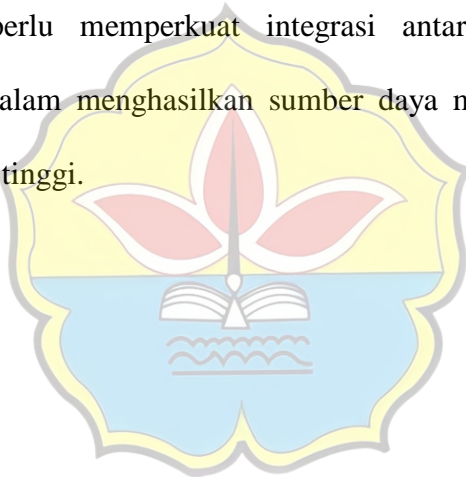 perlu memperkuat integrasi antar
alam menghasilkan sumber daya
tinggi.